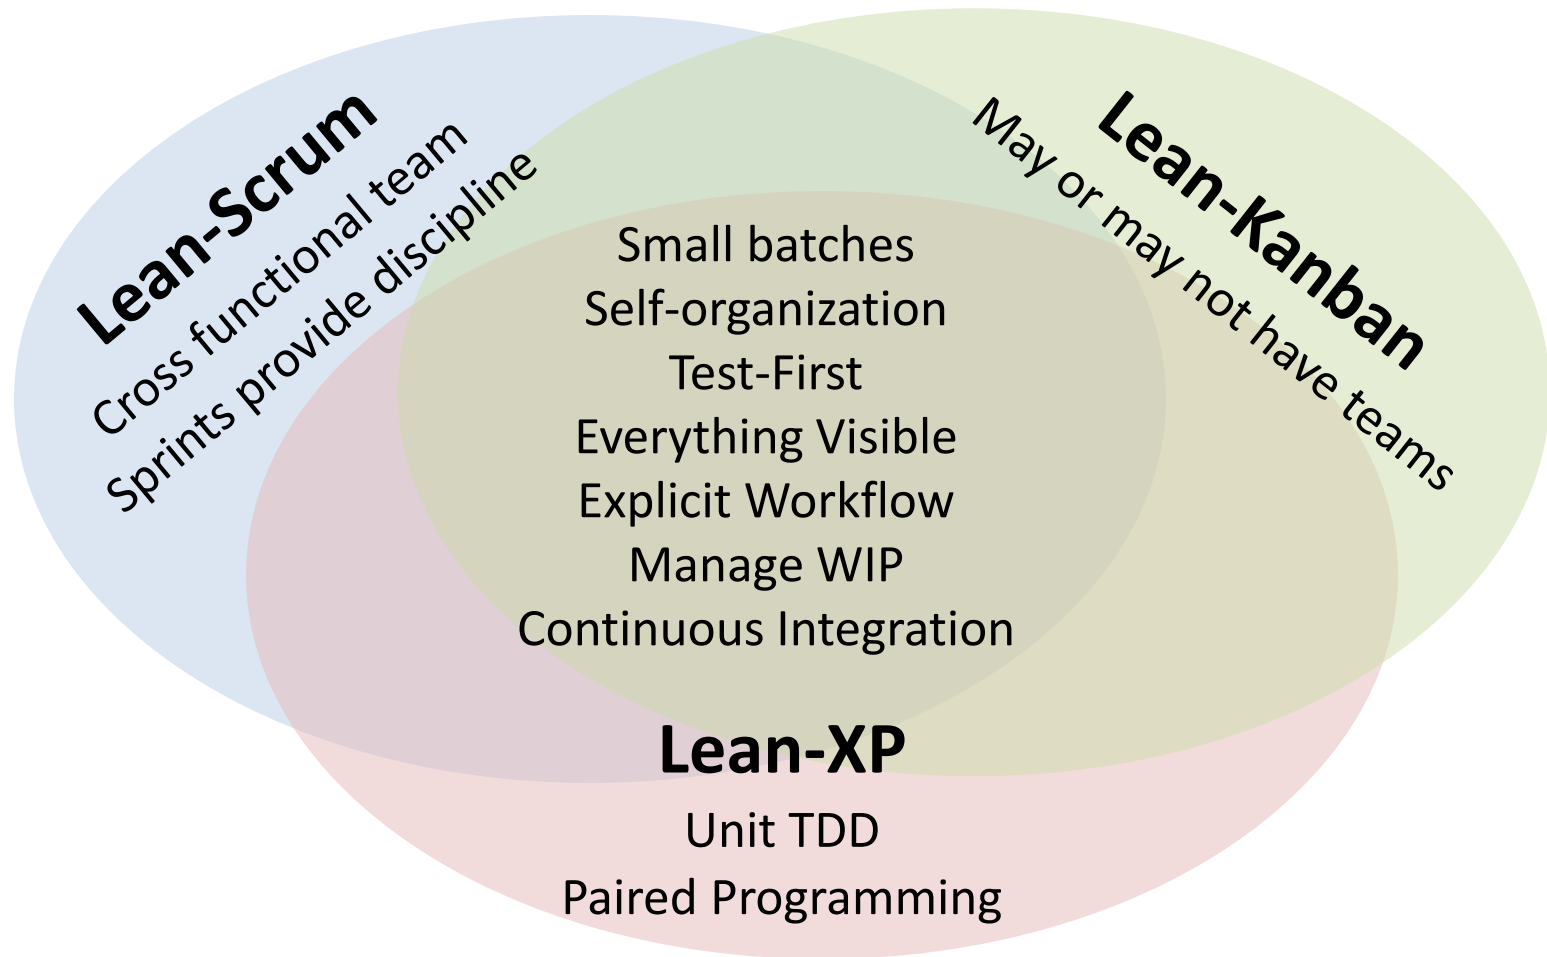 Lean-Scrum
Cross functional team
Sprints provide discipline
Lean-Kanban
May or may not have teams
Small batches
Self-organization
Test-First
Everything Visible
Explicit Workflow
Manage WIP
Continuous Integration
Lean-XP
Unit TDD
Paired Programming